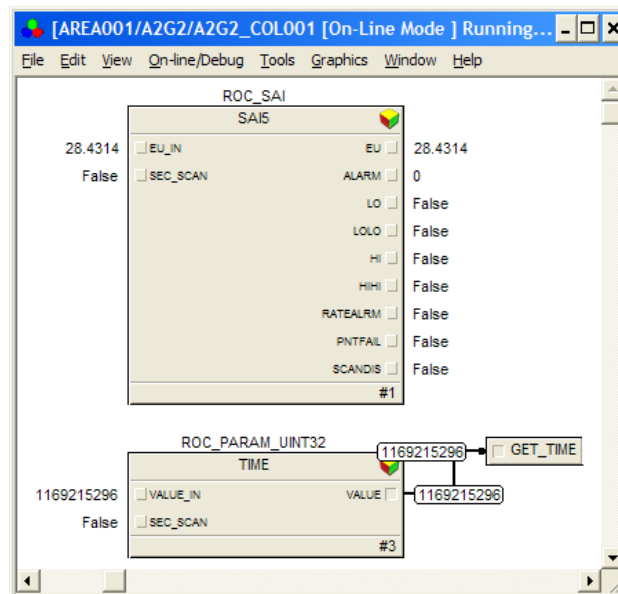 [AREA001/A2G2/A2G2_COL001 [On-Line Mode ] Running...
File Edit View On-line/Debug Tools Graphics Window Help
ROC_SAI
SAI5
28.4314 EU_IN EU 28.4314
False SEC_SCAN ALARM 0
LO False
LOLO False
HI False
HIHI False
RATEALRM False
PNTFAIL False
SCANDIS False
#1
ROC_PARAM_UINT32
TIME 1169215296 GET_TIME
1169215296 VALUE_IN VALUE 1169215296
False SEC_SCAN
#3